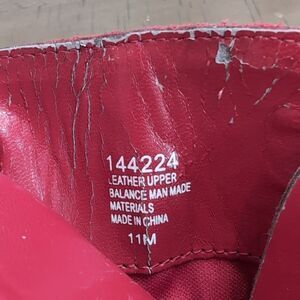 144224
LEATHER UPPER
BALANCE MAN MADE
MATERIALS
MADE IN CHINA
11M